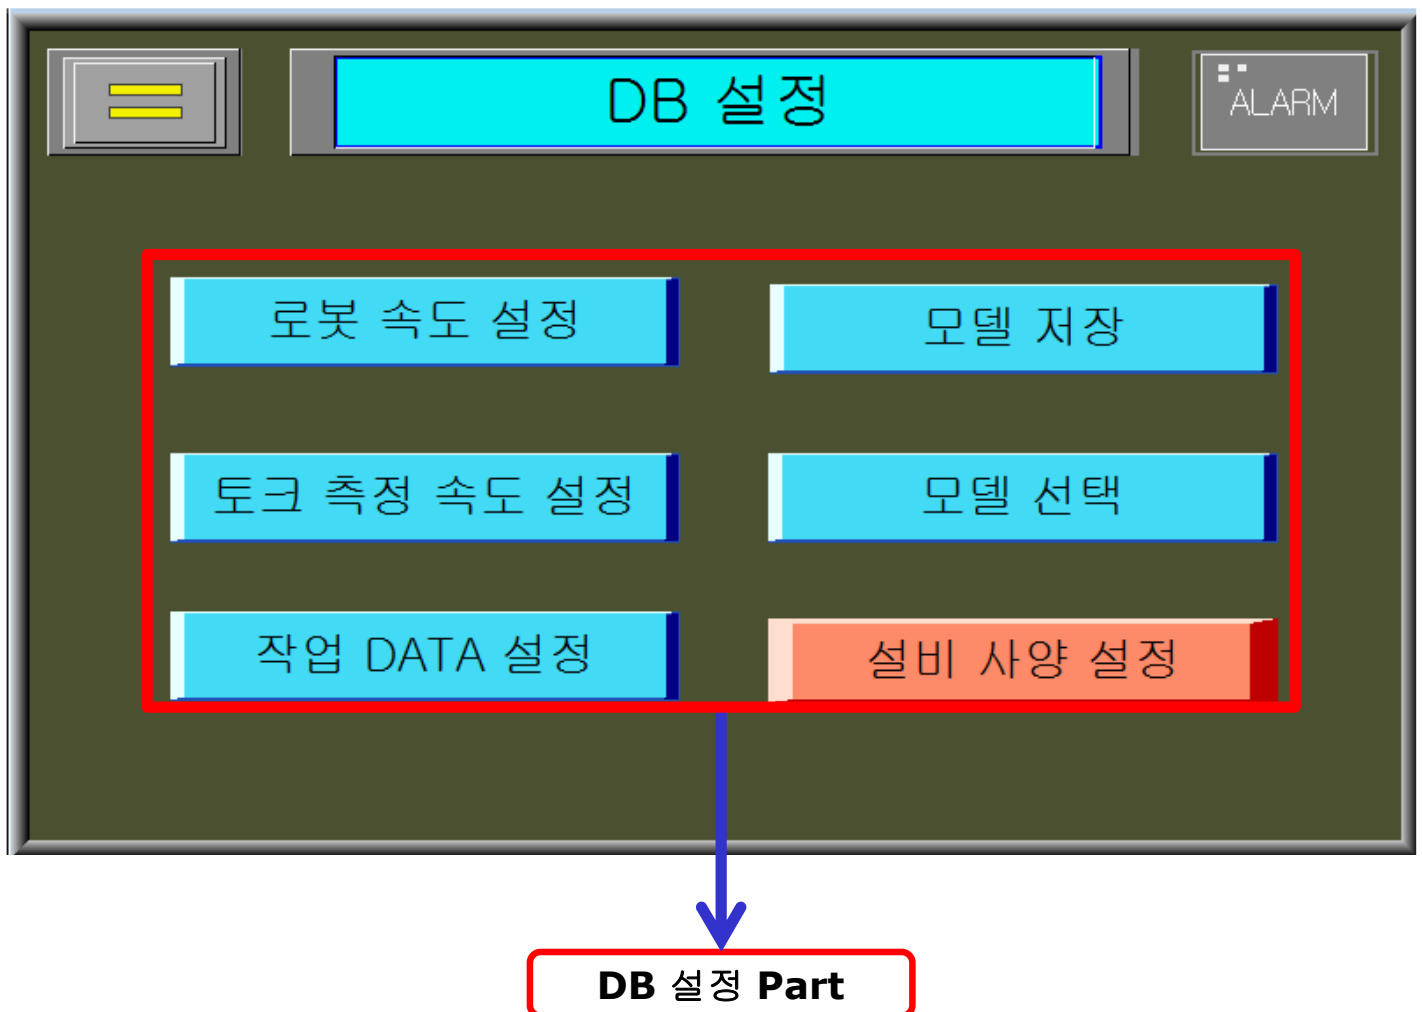 DB 설정
ALARM
로봇 속도 설정
모델 저장
토크 측정 속도 설정
모델 선택
작업 DATA 설정
설비 사양 설정
DB 설정 Part